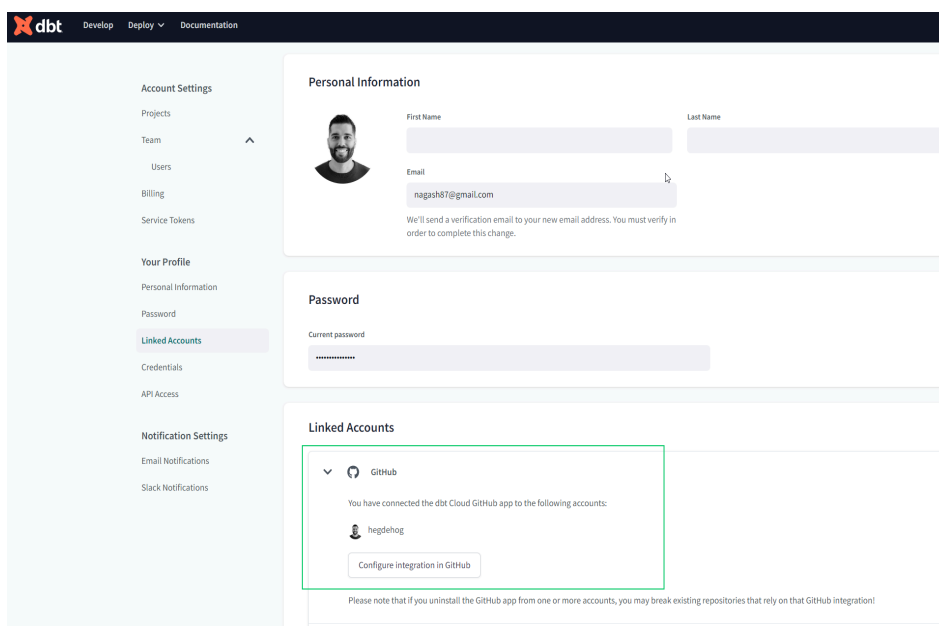 dbt Develop Deploy Documentation
Account Settings
Projects
Team
Users
Billing
Service Tokens
Your Profile
Personal Information
Password
Linked Accounts
Credentials
API Access
Notification Settings
Email Notifications
Slack Notifications
Personal Information
First Name
Last Name
Email
nagash87@gmail.com
We'll send a verification email to your new email address. You must verify in
order to complete this change.
Password
Current password
•••••••••••••••
Linked Accounts
GitHub
You have connected the dbt Cloud GitHub app to the following accounts:
hegdehog
Configure integration in GitHub
Please note that if you uninstall the GitHub app from one or more accounts, you may break existing repositories that rely on that GitHub integration!